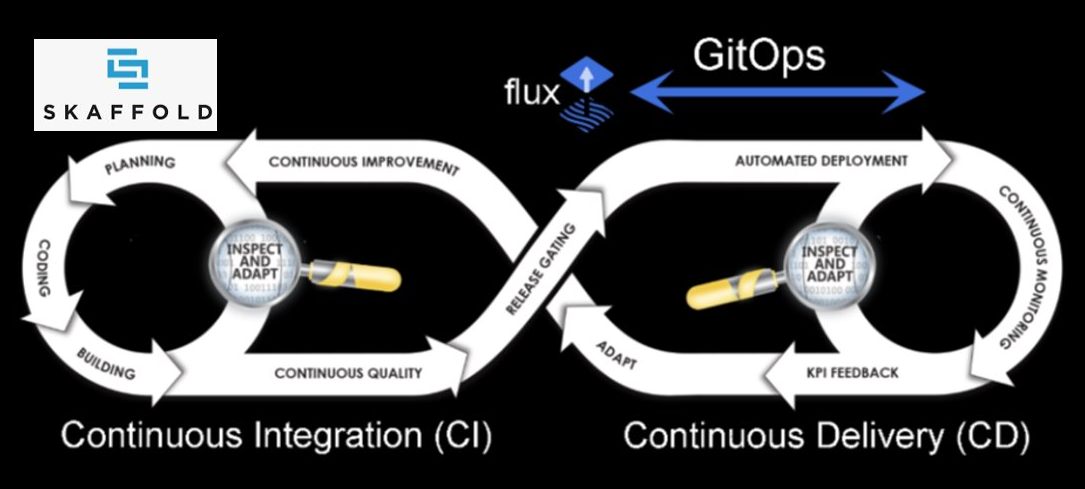 SKAFFOLD
GitOps
flux
PLANNING
CONTINUOUS IMPROVEMENT
AUTOMATED DEPLOYMENT
CONTINUOUS MONITORING
CODING
INSPECT
AND
ADAPT
RELEASE GATING
INSPECT
AND
ADAPT
BUILDING
CONTINUOUS QUALITY
ADAPT
KPI FEEDBACK
Continuous Integration (CI)
Continuous Delivery (CD)